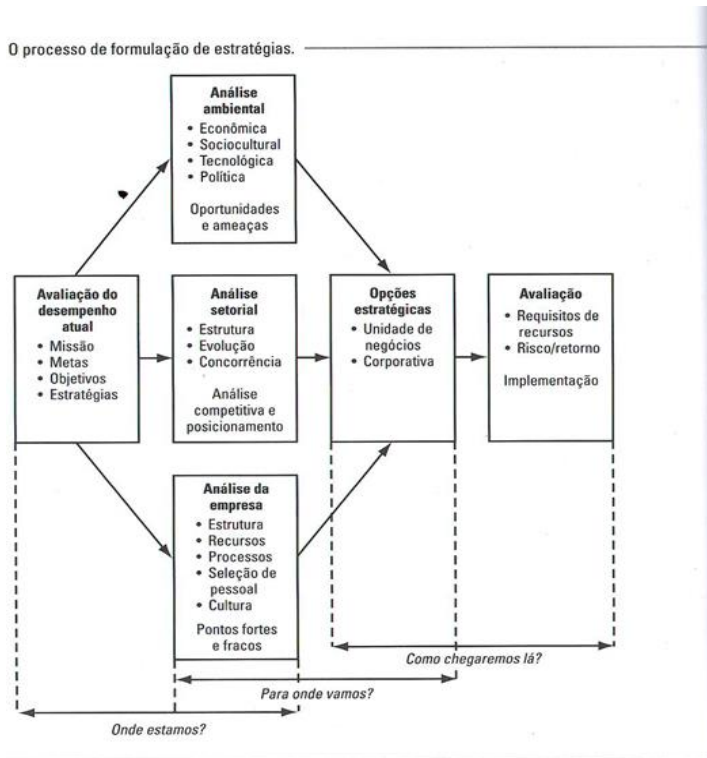 O processo de formulação de estratégias.
Análise
ambiental
• Econômica
• Sociocultural
• Tecnológica
• Política
Oportunidades
e ameaças
Avaliação do
desempenho
atual
• Missão
• Metas
• Objetivos
• Estratégias
Análise
setorial
• Estrutura
• Evolução
• Concorrência
Análise
competitiva e
posicionamento
Opções
estratégicas
• Unidade de
negócios
• Corporativa
Avaliação
• Requisitos de
recursos
• Risco/retorno
Implementação
Análise da
empresa
• Estrutura
• Recursos
• Processos
• Seleção de
pessoal
• Cultura
Pontos fortes
e fracos
Como chegaremos lá?
Para onde vamos?
Onde estamos?